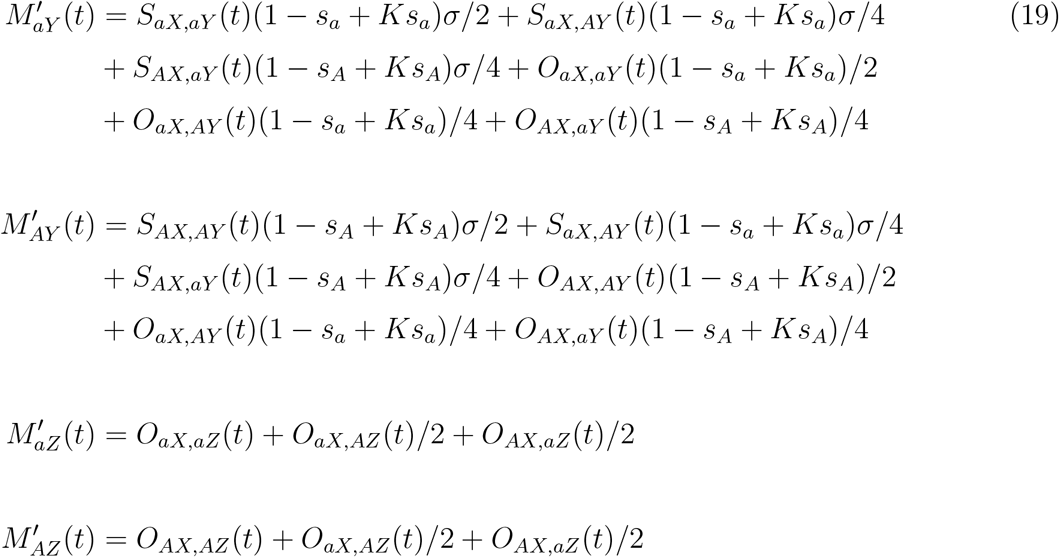 M′_{aY}(t) = S_{aX,aY}(t)(1 − s_a + Ks_a)σ/2 + S_{aX,AY}(t)(1 − s_a + Ks_a)σ/4 (19)
+ S_{AX,aY}(t)(1 − s_A + Ks_A)σ/4 + O_{aX,aY}(t)(1 − s_a + Ks_a)/2
+ O_{aX,AY}(t)(1 − s_a + Ks_a)/4 + O_{AX,aY}(t)(1 − s_A + Ks_A)/4
M′_{AY}(t) = S_{AX,AY}(t)(1 − s_A + Ks_A)σ/2 + S_{aX,AY}(t)(1 − s_a + Ks_a)σ/4
+ S_{AX,aY}(t)(1 − s_A + Ks_A)σ/4 + O_{AX,AY}(t)(1 − s_A + Ks_A)/2
+ O_{aX,AY}(t)(1 − s_a + Ks_a)/4 + O_{AX,aY}(t)(1 − s_A + Ks_A)/4
M′_{aZ}(t) = O_{aX,aZ}(t) + O_{aX,AZ}(t)/2 + O_{AX,aZ}(t)/2
M′_{AZ}(t) = O_{AX,AZ}(t) + O_{aX,AZ}(t)/2 + O_{AX,aZ}(t)/2